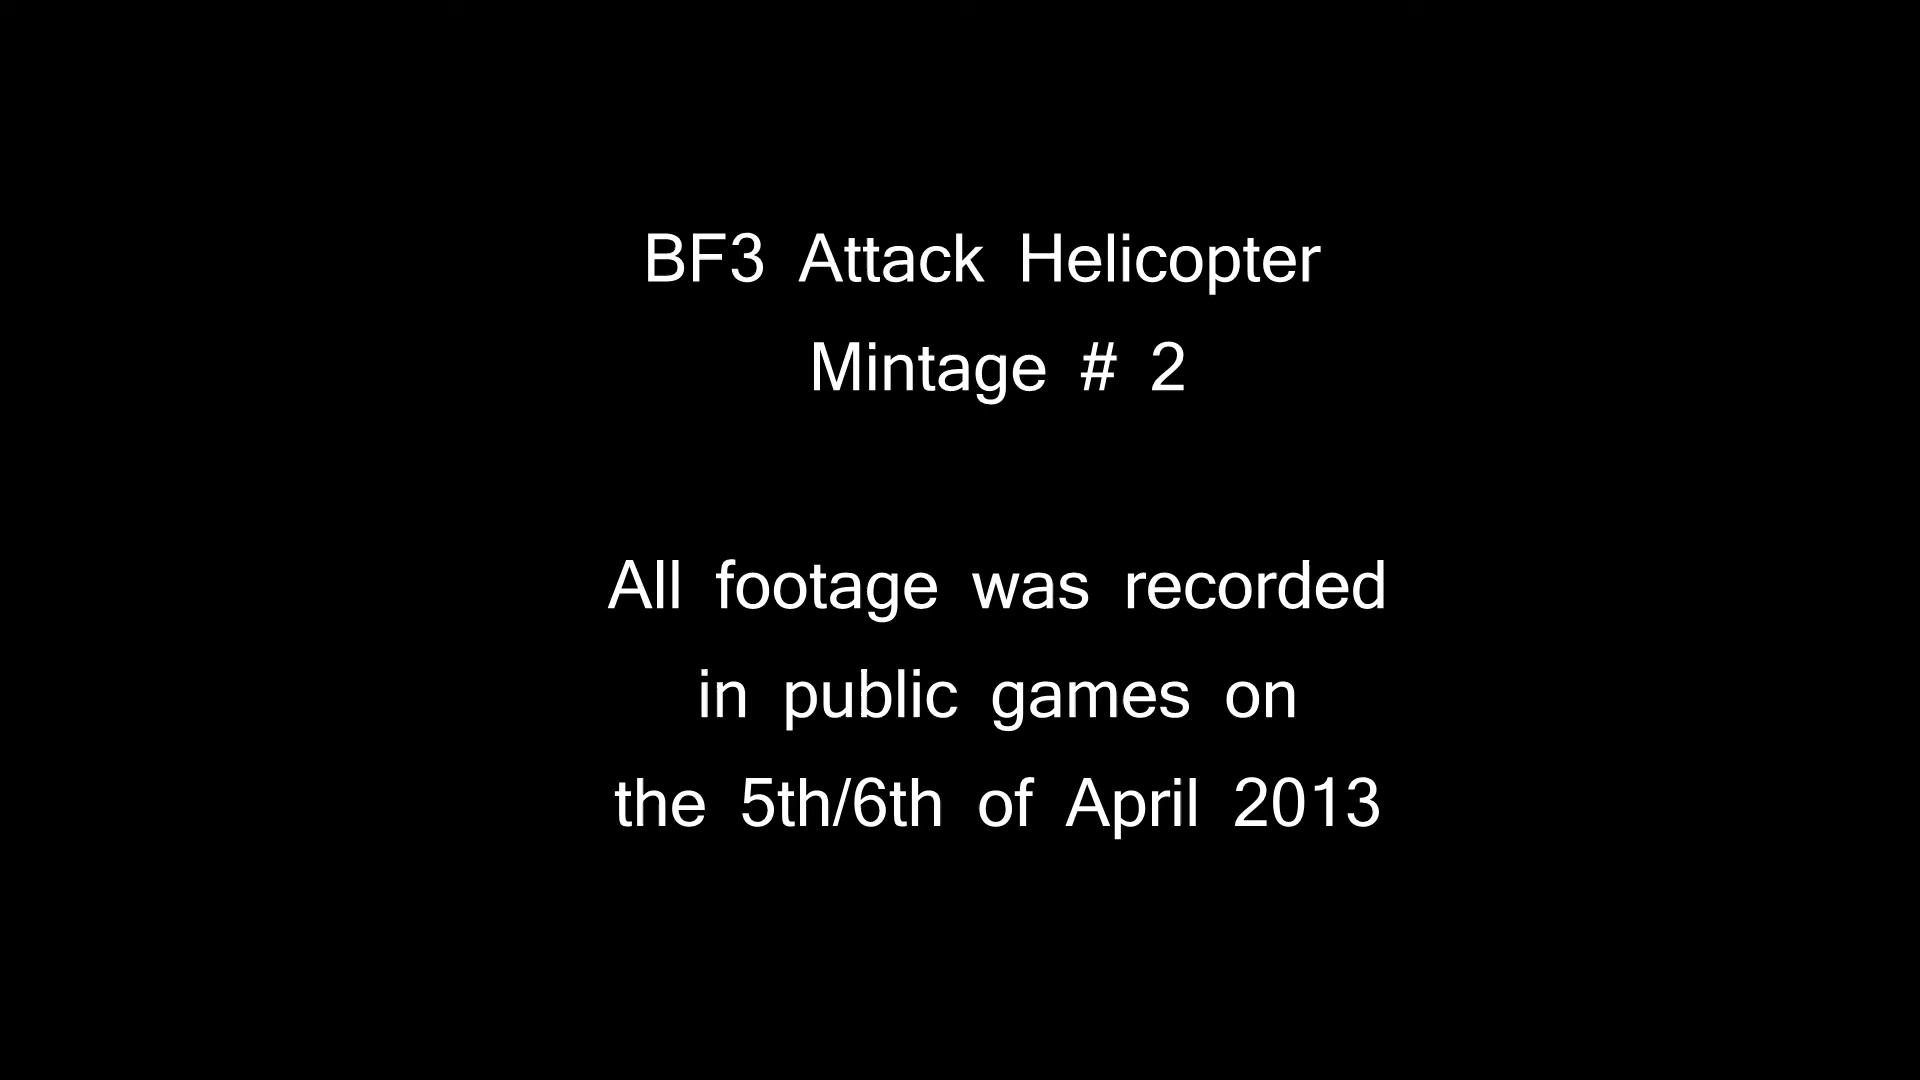 BF3 Attack Helicopter
Mintage # 2
All footage was recorded
in public games on
the 5th/6th of April 2013